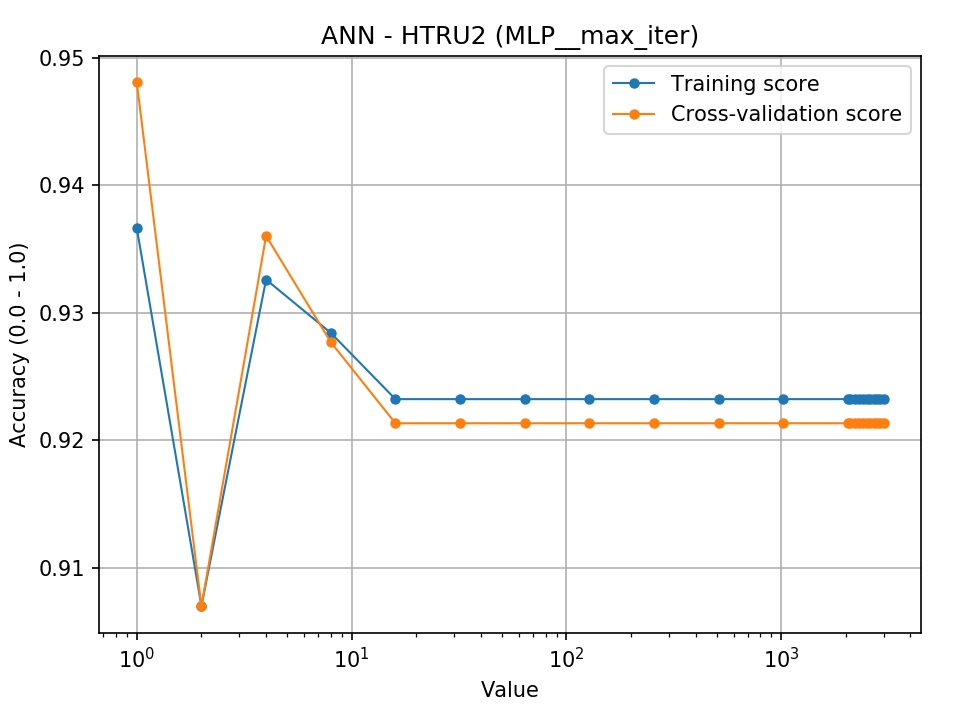 ANN - HTRU2 (MLP__max_iter)
Training score
Cross-validation score
Accuracy (0.0 - 1.0)
0.95
0.94
0.93
0.92
0.91
10⁰ 10¹ 10² 10³
Value